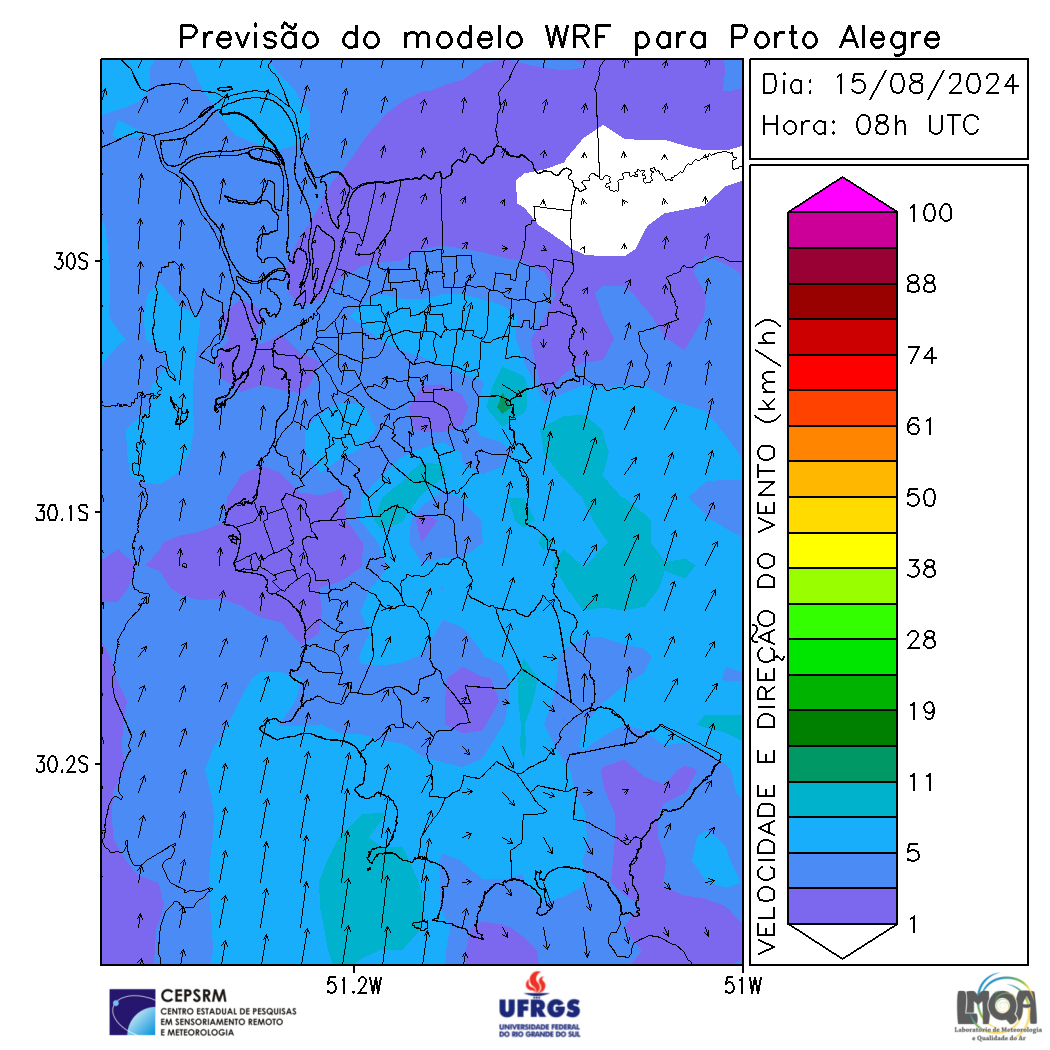 Previsão do modelo WRF para Porto Alegre
Dia: 15/08/2024
Hora: 08h UTC
30S
30.1S
30.2S
51.2W
51W
VELOCIDADE E DIREÇÃO DO VENTO (km/h)
100
88
74
61
50
38
28
19
11
5
1
CEPSRM
CENTRO ESTADUAL DE PESQUISAS
EM SENSORIAMENTO REMOTO
E METEOROLOGIA
UFRGS
UNIVERSIDADE FEDERAL
DO RIO GRANDE DO SUL
LMQA
Laboratório de Meteorologia
e Qualidade do Ar